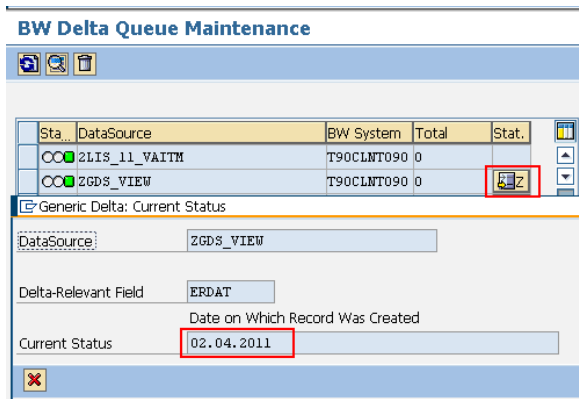 BW Delta Queue Maintenance
Sta... DataSource BW System Total Stat.
2LIS_11_VAITM T90CLNT090 0
ZGDS_VIEW T90CLNT090 0 Z
Generic Delta: Current Status
DataSource ZGDS_VIEW
Delta-Relevant Field ERDAT
Date on Which Record Was Created
Current Status 02.04.2011